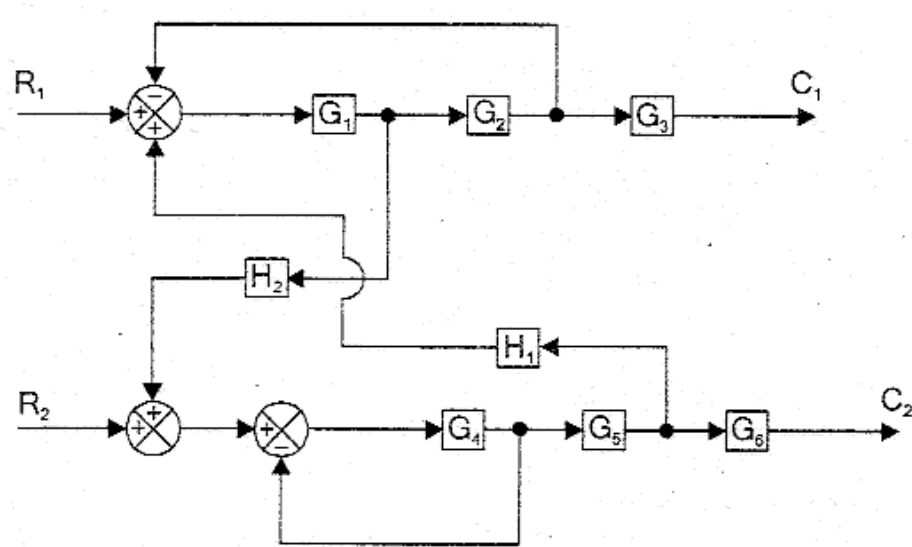 R₁ G₁ G₂ G₃ C₁
H₂
H₁
R₂ G₄ G₅ G₆ C₂